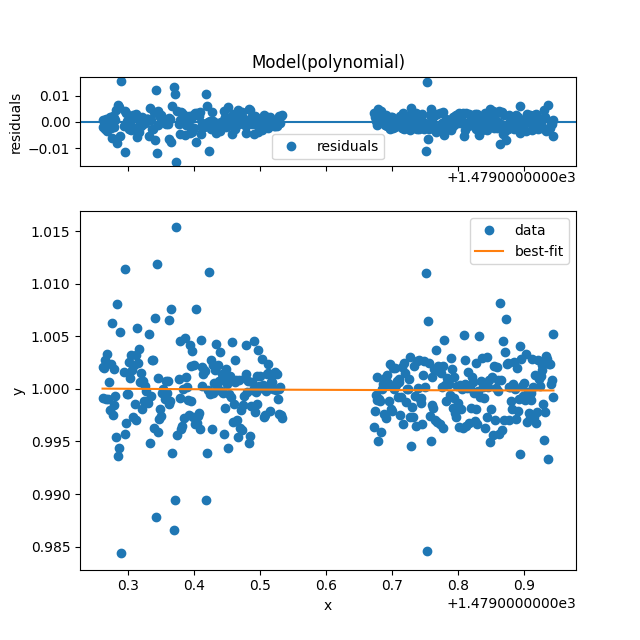 Model(polynomial)
0.01
0.00
−0.01
residuals
residuals
+1.4790000000e3
1.015
1.010
1.005
1.000
0.995
0.990
0.985
y
data
best-fit
0.3 0.4 0.5 0.6 0.7 0.8 0.9
x
+1.4790000000e3